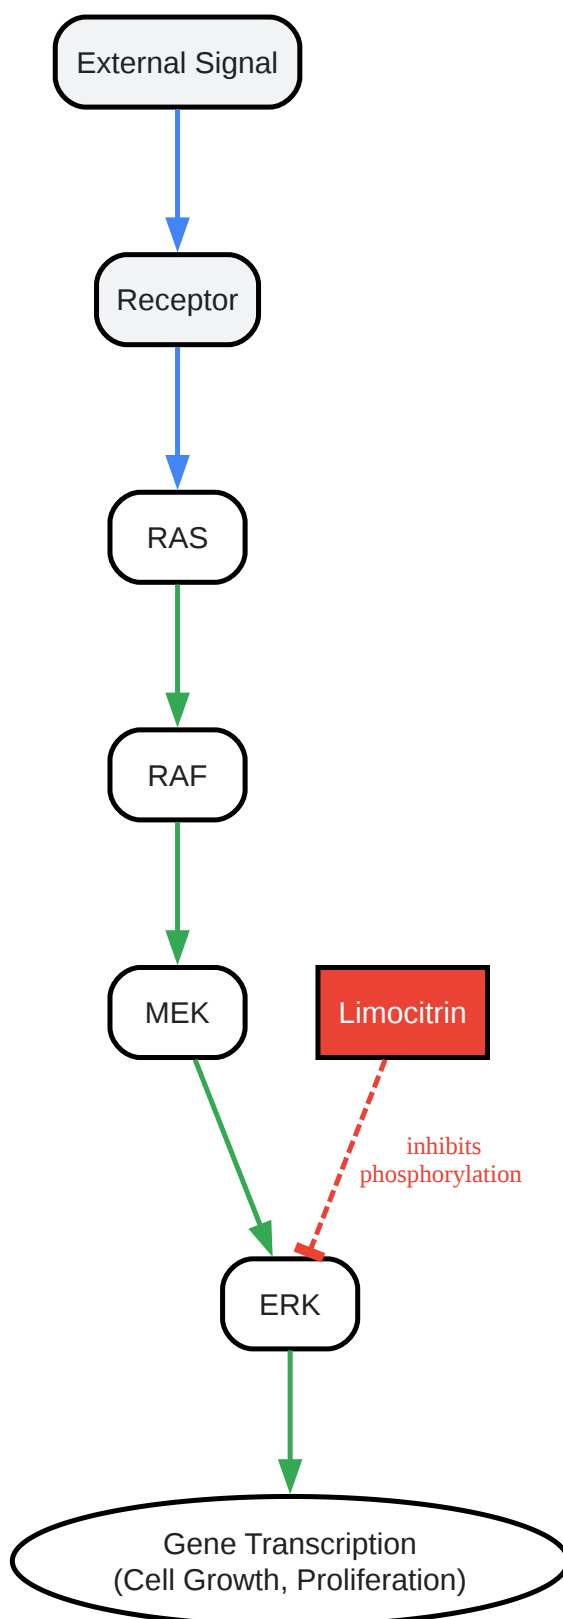 External Signal
Receptor
RAS
RAF
MEK
Limocitrin
inhibits
phosphorylation
ERK
Gene Transcription
(Cell Growth, Proliferation)